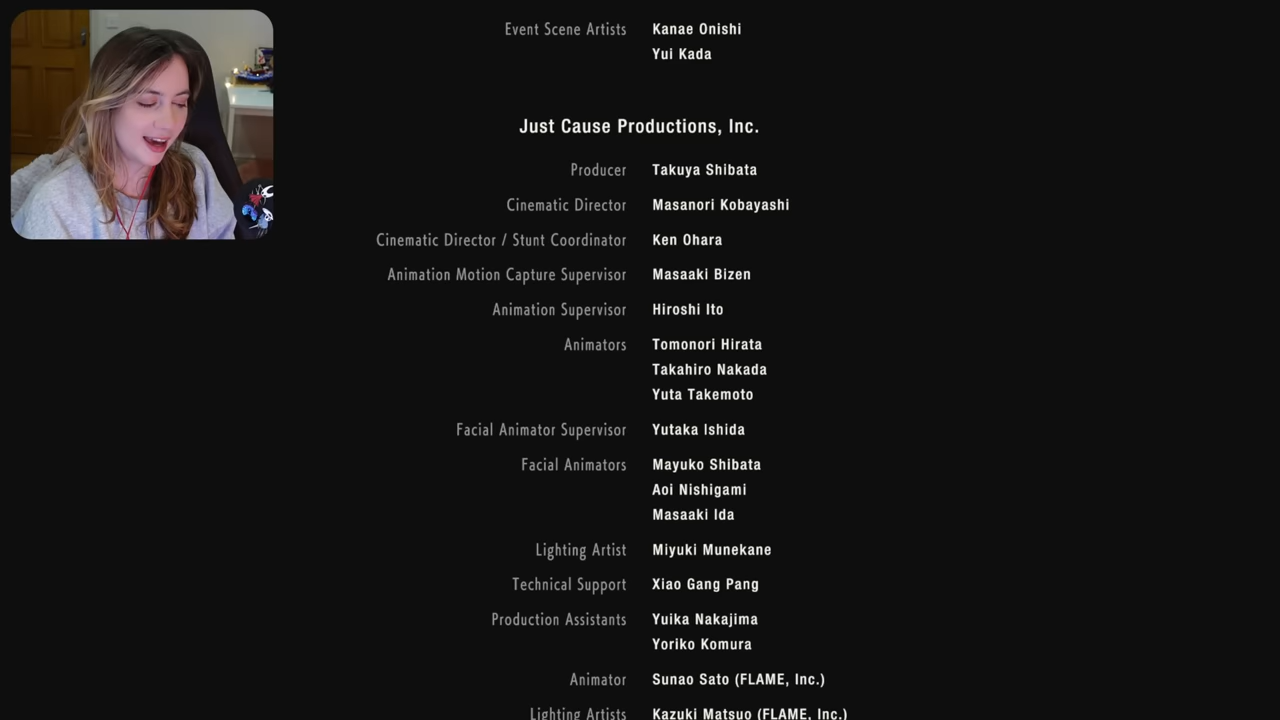 Event Scene Artists Kanae Onishi
Yui Kada
Just Cause Productions, Inc.
Producer Takuya Shibata
Cinematic Director Masanori Kobayashi
Cinematic Director / Stunt Coordinator Ken Ohara
Animation Motion Capture Supervisor Masaaki Bizen
Animation Supervisor Hiroshi Ito
Animators Tomonori Hirata
Takahiro Nakada
Yuta Takemoto
Facial Animator Supervisor Yutaka Ishida
Facial Animators Mayuko Shibata
Aoi Nishigami
Masaaki Ida
Lighting Artist Miyuki Munekane
Technical Support Xiao Gang Pang
Production Assistants Yuika Nakajima
Yoriko Komura
Animator Sunao Sato (FLAME, Inc.)
Lighting Artists Kazuki Matsuo (FLAME, Inc.)